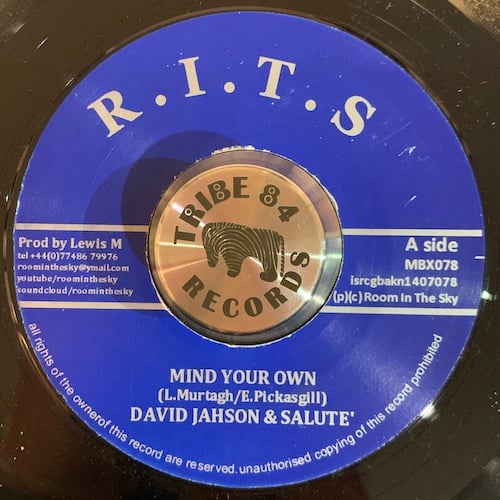 R.I.T.S
TRIBE 84
RECORDS
Prod by Lewis M
tel +44(0)77486 79976
roominthesky@ymail.com
youtube/roominthesky
soundcloud/roominthesky
A side
MBX078
isrcgbakn1407078
(p)(c) Room In The Sky
MIND YOUR OWN
(L.Murtagh/E.Pickasgill)
DAVID JAHSON & SALUTE'
all rights of the ownerof this record are reserved. unauthorised copying of this record prohibited